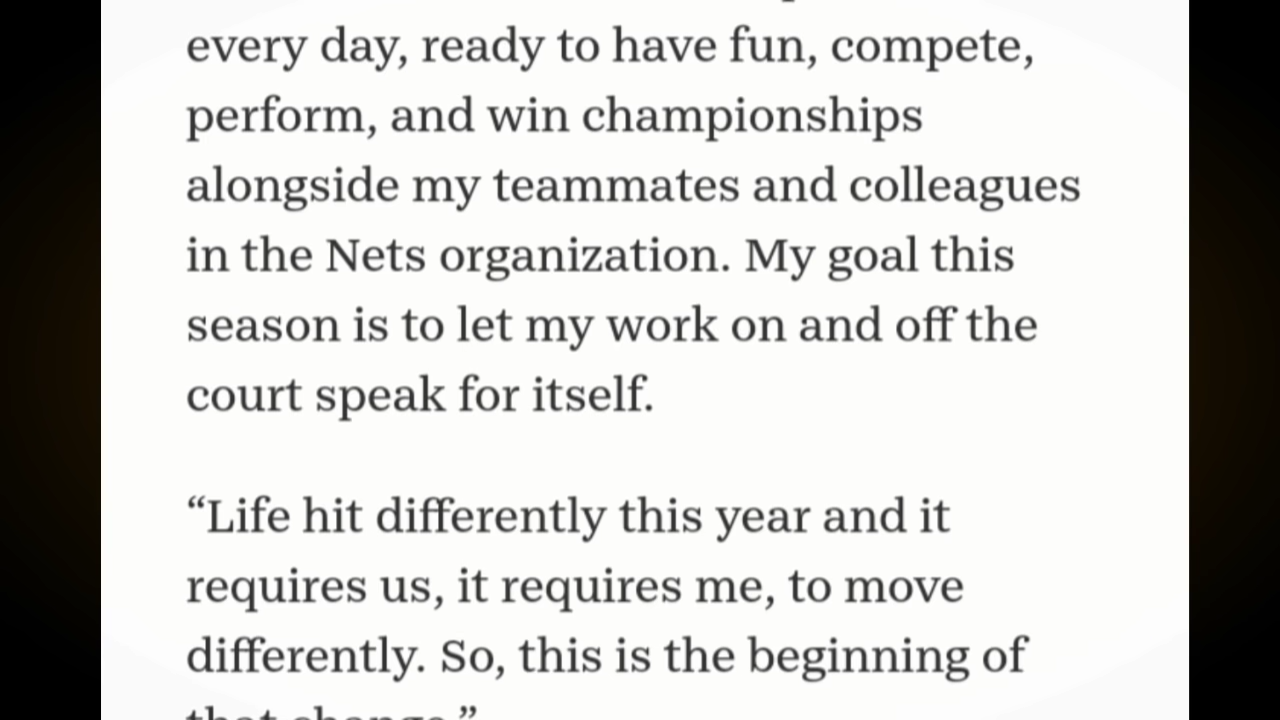 every day, ready to have fun, compete,
perform, and win championships
alongside my teammates and colleagues
in the Nets organization. My goal this
season is to let my work on and off the
court speak for itself.
“Life hit differently this year and it
requires us, it requires me, to move
differently. So, this is the beginning of
that change.”